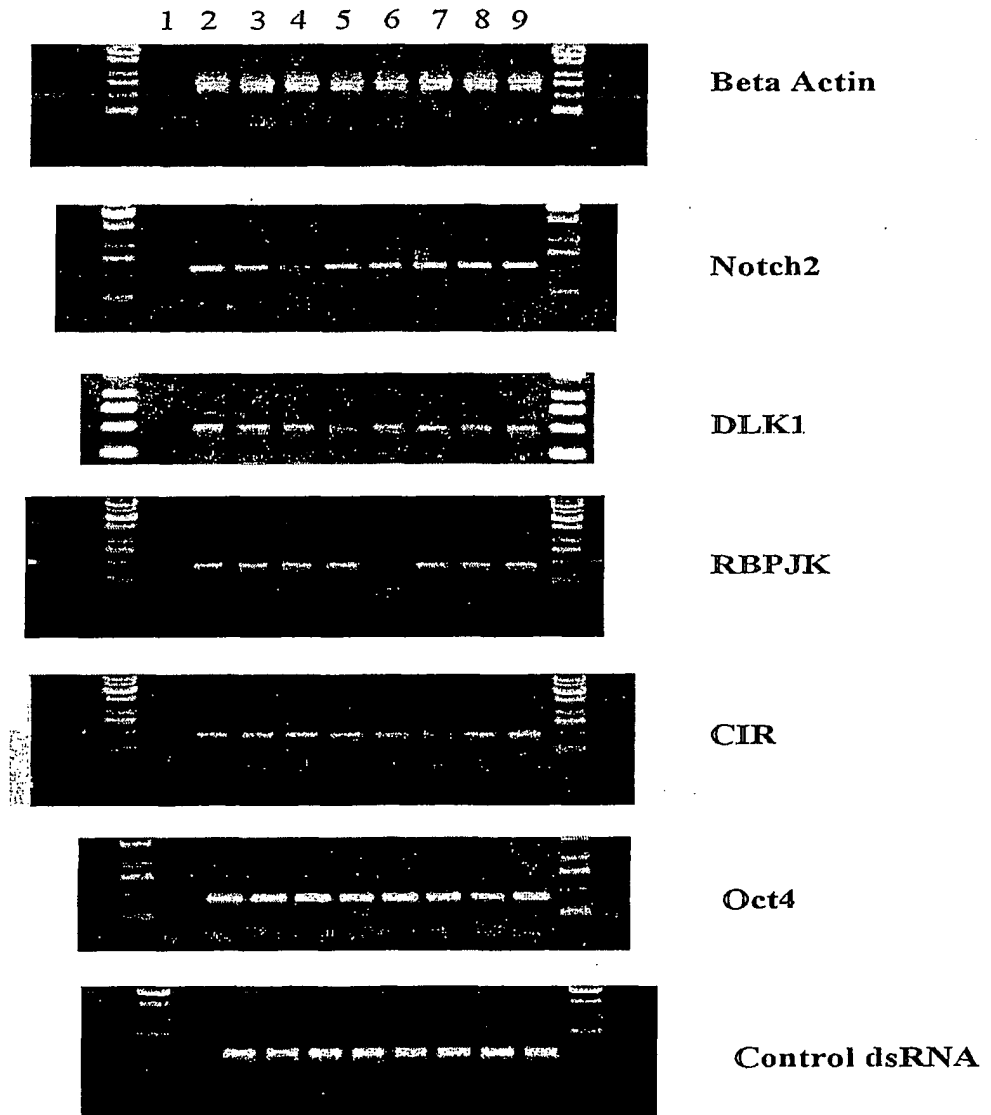 1 2 3 4 5 6 7 8 9
Beta Actin
Notch2
DLK1
RBPJK
CIR
Oct4
Control dsRNA